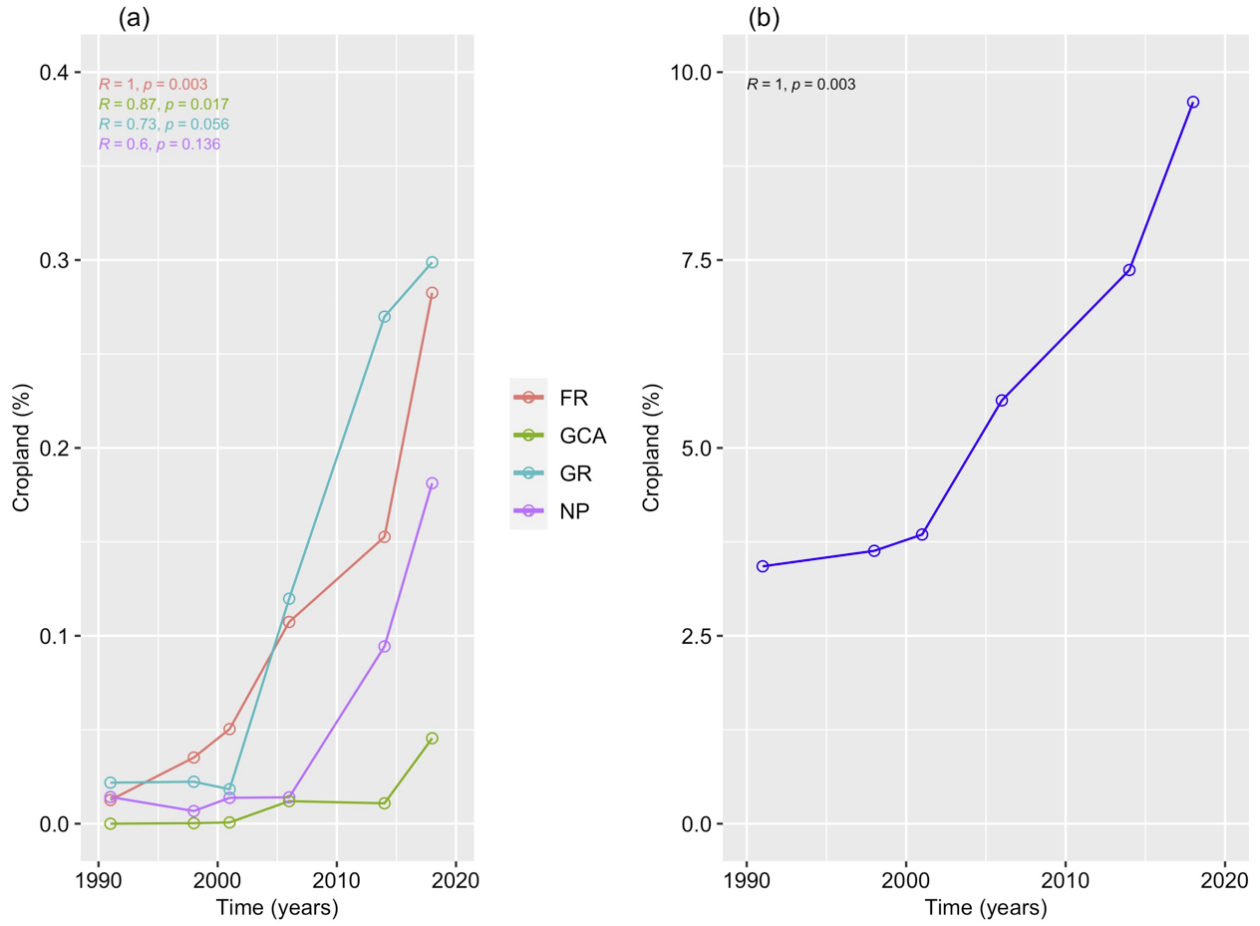 (a)
R = 1, p = 0.003
R = 0.87, p = 0.017
R = 0.73, p = 0.056
R = 0.6, p = 0.136
0.4
0.3
0.2
0.1
0.0
Cropland (%)
1990 2000 2010 2020
Time (years)
FR
GCA
GR
NP
(b)
R = 1, p = 0.003
10.0
7.5
5.0
2.5
0.0
Cropland (%)
1990 2000 2010 2020
Time (years)